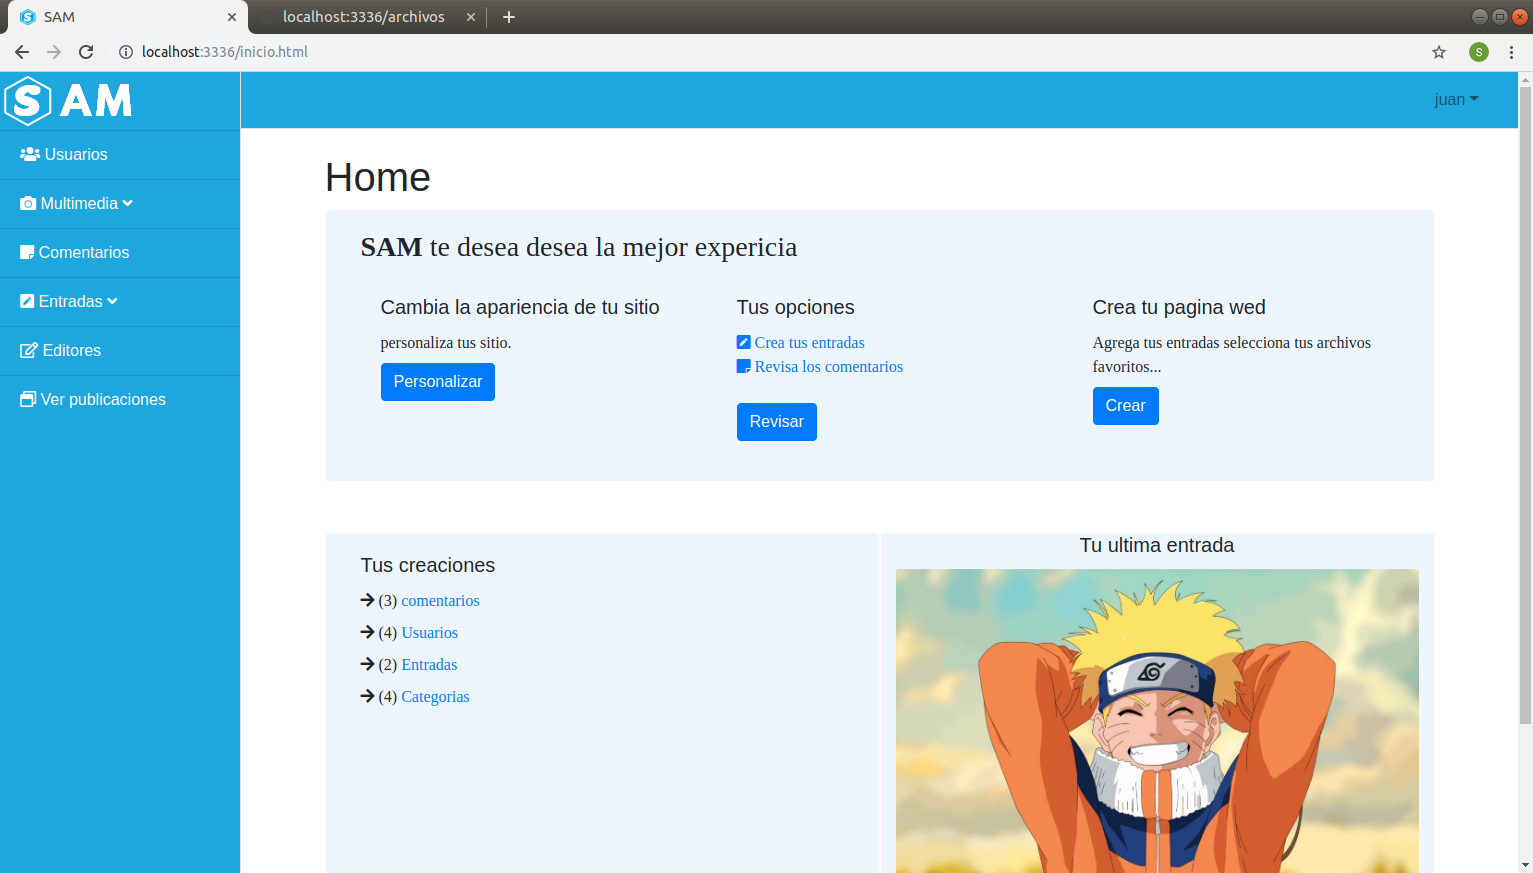 SAM
localhost:3336/archivos
localhost:3336/inicio.html
S
S AM
juan
Usuarios
Multimedia
Comentarios
Entradas
Editores
Ver publicaciones
Home
SAM te desea desea la mejor expericia
Cambia la apariencia de tu sitio
personaliza tus sitio.
Personalizar
Tus opciones
Crea tus entradas
Revisa los comentarios
Revisar
Crea tu pagina wed
Agrega tus entradas selecciona tus archivos
favoritos...
Crear
Tus creaciones
(3) comentarios
(4) Usuarios
(2) Entradas
(4) Categorias
Tu ultima entrada